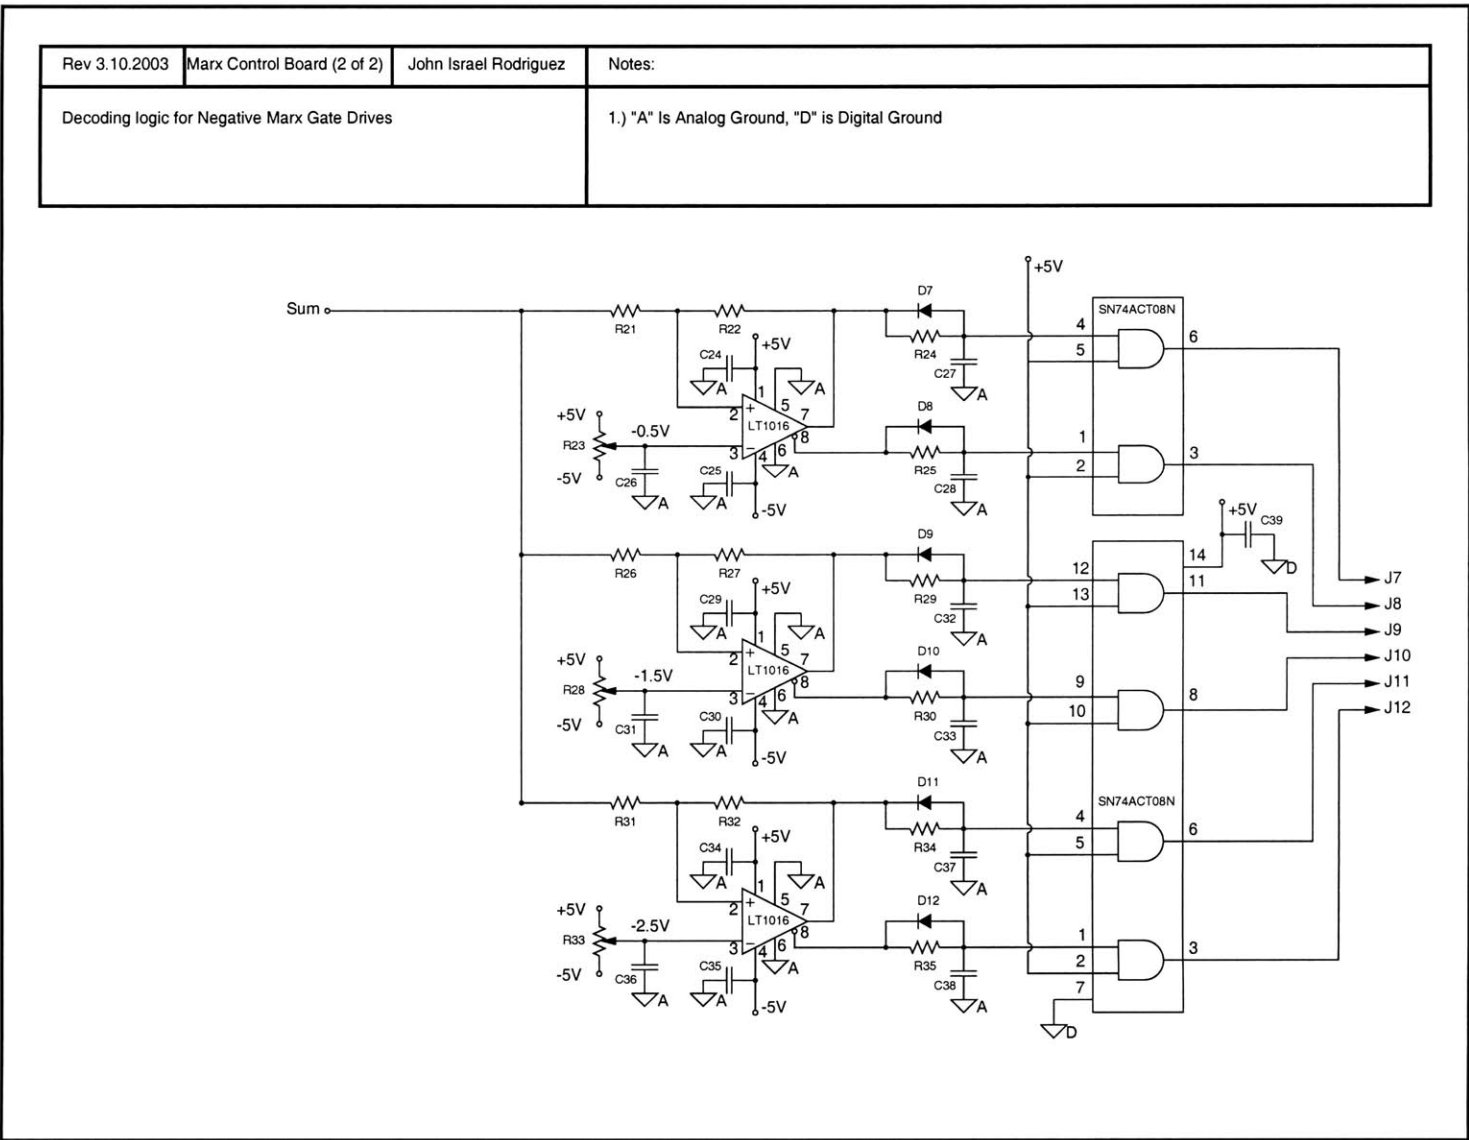 Rev 3.10.2003 Marx Control Board (2 of 2) John Israel Rodriguez Notes:
Decoding logic for Negative Marx Gate Drives 1.) "A" Is Analog Ground, "D" is Digital Ground
+5V
D7
Sum
SN74ACT08N
R21 R22
4 6
+5V
C24
R24
5
C27
A A A
1
5
+5V
2 + 7
D8
-0.5V
LT1016
8
1
R23
3 − 4 6
3
A
R25
2
C25
-5V C26
C28
A A A
-5V
+5V C39
D9
14
R26 R27
12 11
D
+5V
J7
C29
R29
13
C32
J8
A A A
1
J9
5
+5V
2 + 7
D10
J10
-1.5V
LT1016
8
9
R28
3 − 4 6
8
J11
A
R30
10
J12
C30
-5V C31
C33
A A A
-5V
D11
SN74ACT08N
R31 R32
4 6
+5V
C34
R34
5
C37
A A A
1
5
+5V
2 + 7
D12
-2.5V
LT1016
8
1
R33
3 − 4 6
3
A
R35
2
C35
-5V C36
C38
7
A A A
-5V
D